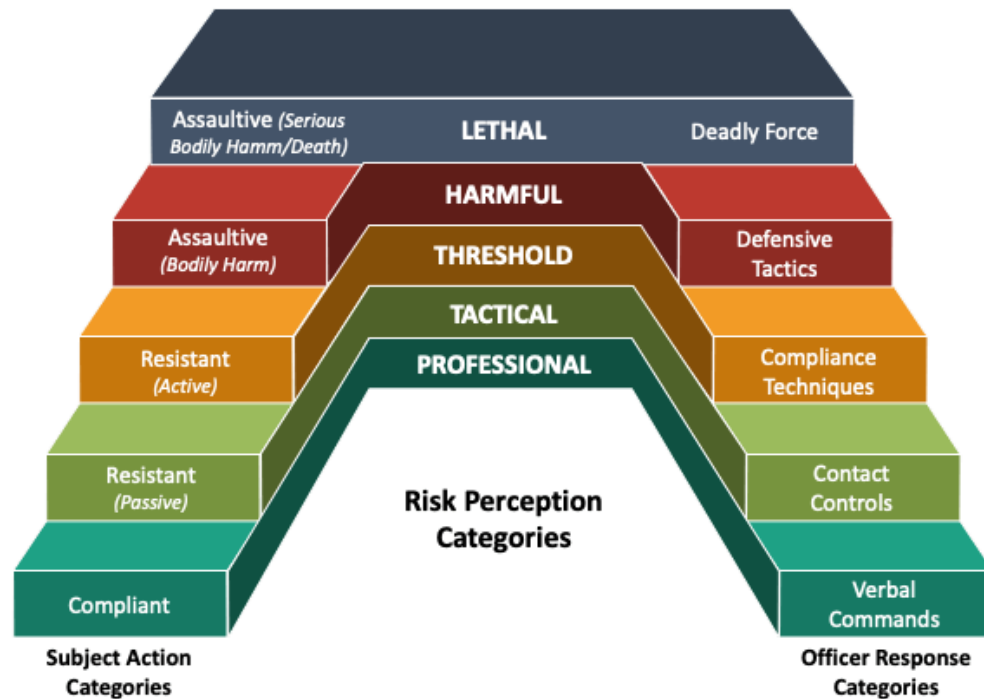 Assaultive (Serious
Bodily Hamm/Death)
LETHAL
Deadly Force
HARMFUL
Assaultive
(Bodily Harm)
Defensive
Tactics
THRESHOLD
Resistant
(Active)
Compliance
Techniques
TACTICAL
PROFESSIONAL
Resistant
(Passive)
Contact
Controls
Risk Perception
Categories
Compliant
Verbal
Commands
Subject Action
Categories
Officer Response
Categories